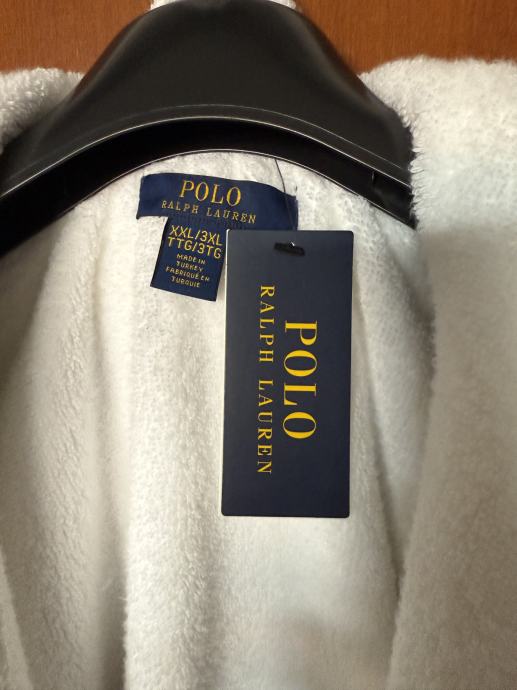 POLO
RALPH LAUREN
XXL/3XL
TTG/3TG
MADE IN
TURKEY
FABRIQUÉ EN
TURQUIE
POLO
RALPH LAUREN